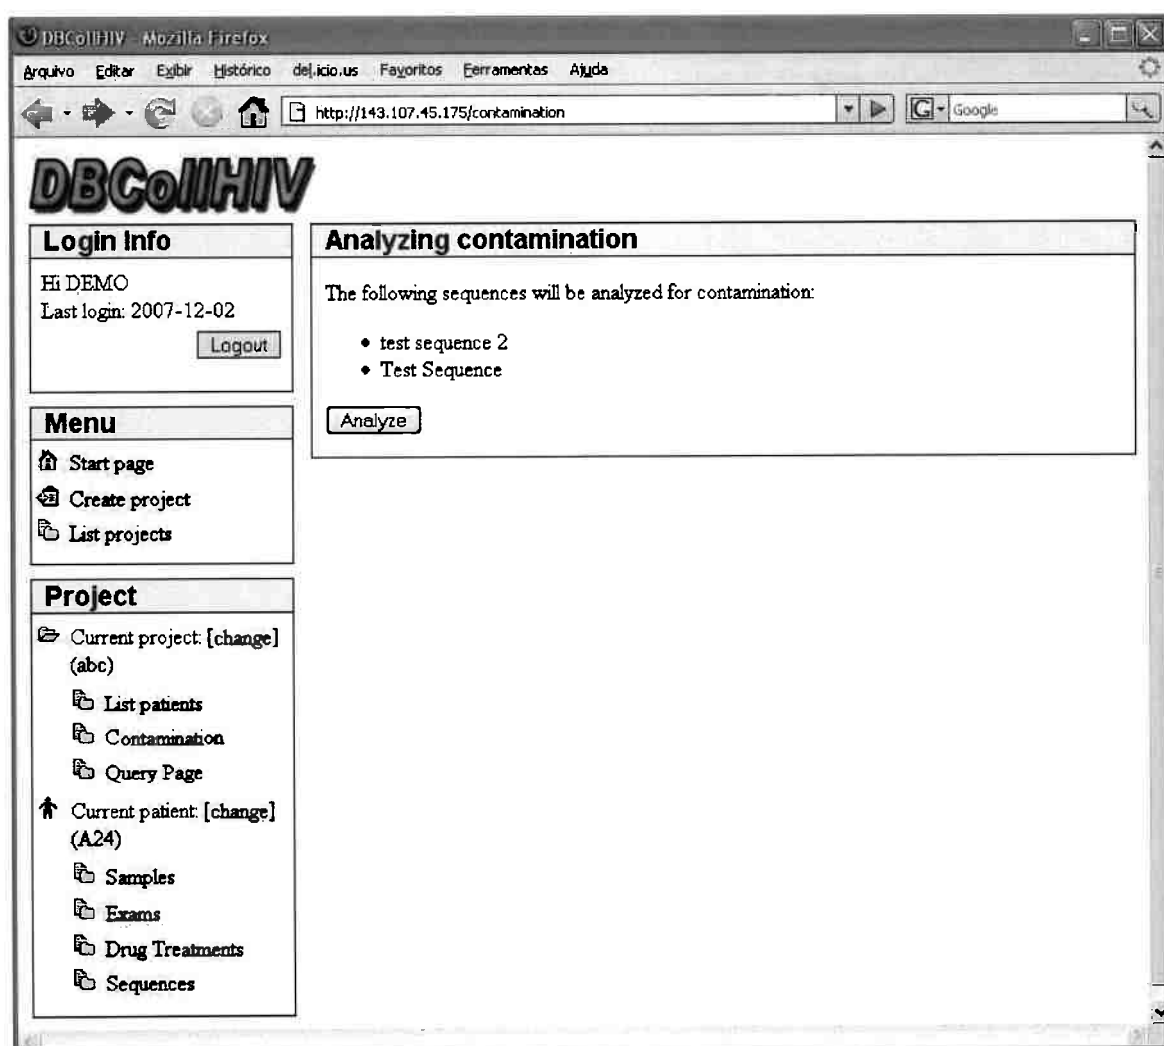 DBCollHIV - Mozilla Firefox
Arquivo Editar Exibir Histórico del.icio.us Favoritos Ferramentas Ajuda
http://143.107.45.175/contamination
G Google
DBCollHIV
Login Info
Hi DEMO
Last login: 2007-12-02
Logout
Menu
Start page
Create project
List projects
Project
Current project: [change]
(abc)
List patients
Contamination
Query Page
Current patient: [change]
(A24)
Samples
Exams
Drug Treatments
Sequences
Analyzing contamination
The following sequences will be analyzed for contamination:
• test sequence 2
• Test Sequence
Analyze